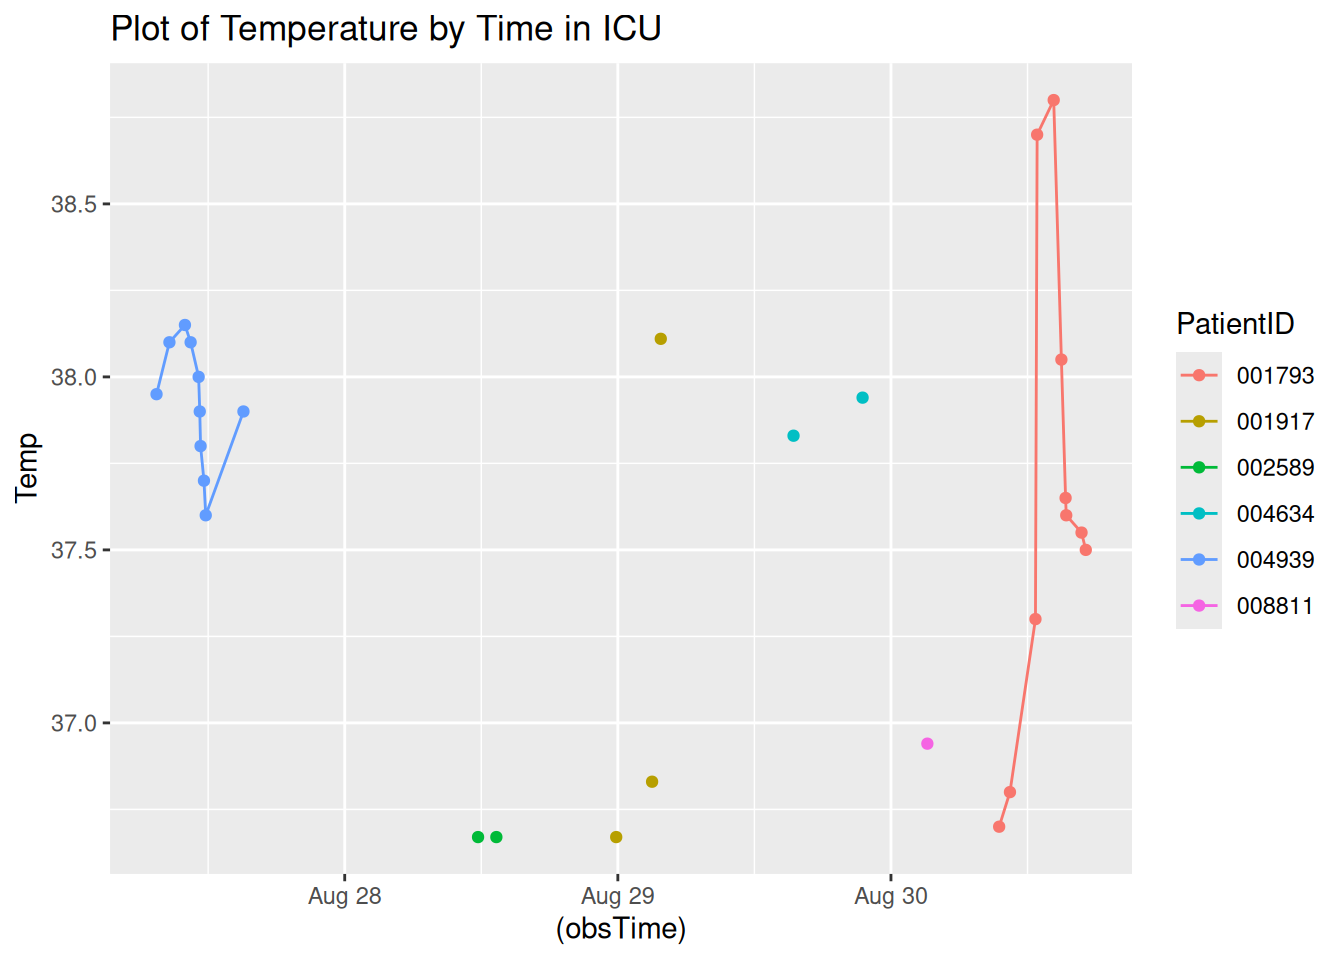 Plot of Temperature by Time in ICU
38.5
38.0
37.5
37.0
Temp
Aug 28
Aug 29
Aug 30
(obsTime)
PatientID
001793
001917
002589
004634
004939
008811